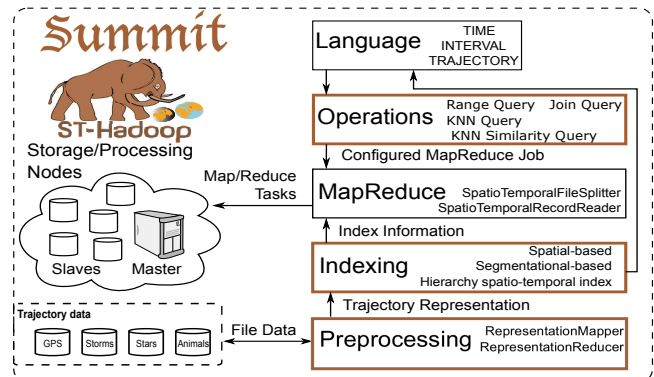 Summit
ST-Hadoop
Storage/Processing
Nodes
Slaves
Master
Map/Reduce
Tasks
Language
TIME
INTERVAL
TRAJECTORY
Operations
Range Query Join Query
KNN Query
KNN Similarity Query
Configured MapReduce Job
MapReduce
SpatioTemporalFileSplitter
SpatioTemporalRecordReader
Index Information
Indexing
Spatial-based
Segmentational-based
Hierarchy spatio-temporal index
Trajectory Representation
Preprocessing
RepresentationMapper
RepresentationReducer
Trajectory data
GPS
Storms
Stars
Animals
File Data